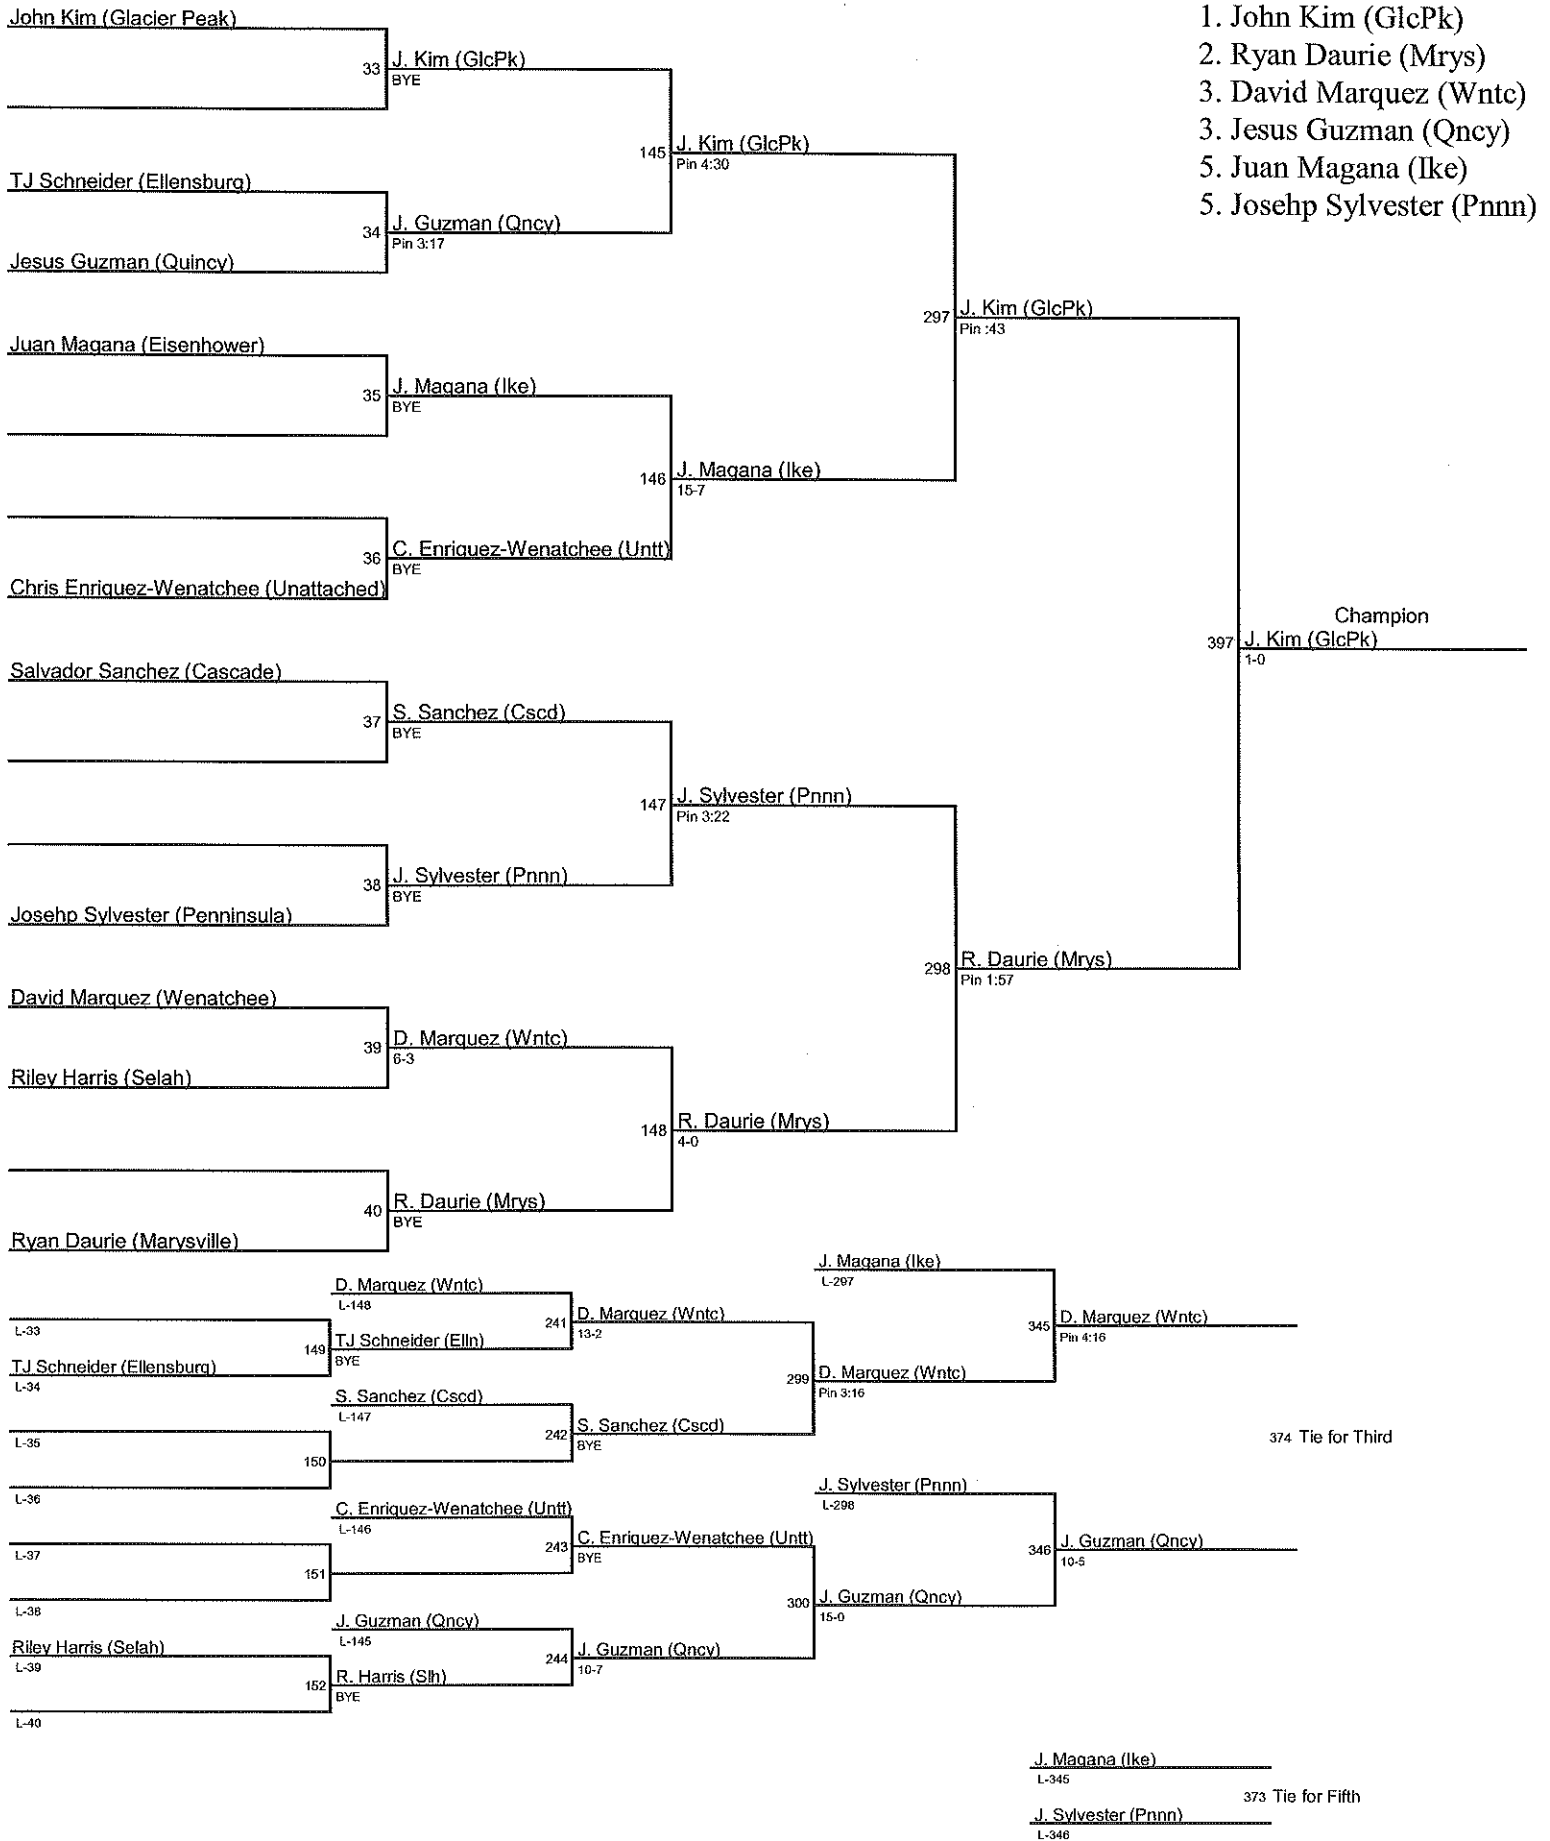 John Kim (Glacier Peak)
1. John Kim (GlcPk)
2. Ryan Daurie (Mrys)
3. David Marquez (Wntc)
3. Jesus Guzman (Qncy)
5. Juan Magana (Ike)
5. Josehp Sylvester (Pnnn)
33 J. Kim (GlcPk)
BYE
145 J. Kim (GlcPk)
Pin 4:30
TJ Schneider (Ellensburg)
34 J. Guzman (Qncy)
Pin 3:17
Jesus Guzman (Quincy)
297 J. Kim (GlcPk)
Pin :43
Juan Magana (Eisenhower)
35 J. Magana (Ike)
BYE
146 J. Magana (Ike)
15-7
36 C. Enriquez-Wenatchee (Untt)
BYE
Chris Enriquez-Wenatchee (Unattached)
Champion
397 J. Kim (GlcPk)
1-0
Salvador Sanchez (Cascade)
37 S. Sanchez (Cscd)
BYE
147 J. Sylvester (Pnnn)
Pin 3:22
38 J. Sylvester (Pnnn)
BYE
Josehp Sylvester (Penninsula)
298 R. Daurie (Mrys)
Pin 1:57
David Marquez (Wenatchee)
39 D. Marquez (Wntc)
6-3
Riley Harris (Selah)
148 R. Daurie (Mrys)
4-0
40 R. Daurie (Mrys)
BYE
Ryan Daurie (Marysville)
J. Magana (Ike)
L-297
D. Marquez (Wntc)
L-148
241 D. Marquez (Wntc)
13-2
345 D. Marquez (Wntc)
Pin 4:16
L-33
149 TJ Schneider (Elln)
BYE
TJ Schneider (Ellensburg)
L-34
299 D. Marquez (Wntc)
Pin 3:16
S. Sanchez (Cscd)
L-147
242 S. Sanchez (Cscd)
BYE
L-35
150
L-36
374 Tie for Third
J. Sylvester (Pnnn)
L-298
C. Enriquez-Wenatchee (Untt)
L-146
243 C. Enriquez-Wenatchee (Untt)
BYE
346 J. Guzman (Qncy)
10-5
L-37
151
L-38
300 J. Guzman (Qncy)
15-0
J. Guzman (Qncy)
L-145
244 J. Guzman (Qncy)
10-7
Riley Harris (Selah)
L-39
152 R. Harris (Slh)
BYE
L-40
J. Magana (Ike)
L-345
373 Tie for Fifth
J. Sylvester (Pnnn)
L-346